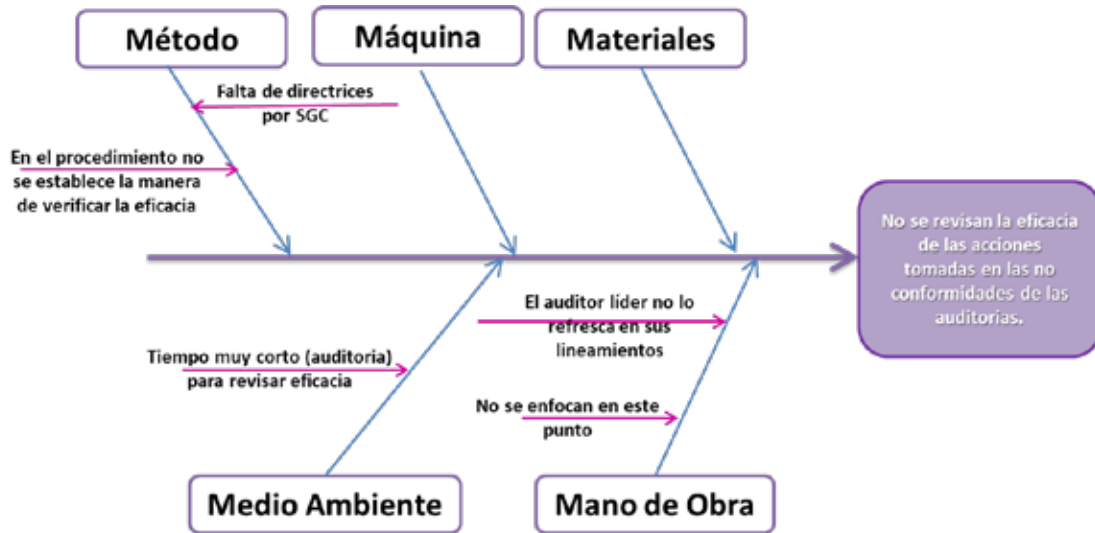 Método
Máquina
Materiales
Falta de directrices
por SGC
En el procedimiento no
se establece la manera
de verificar la eficacia
No se revisan la eficacia
de las acciones
tomadas en las no
conformidades de las
auditorias.
El auditor líder no lo
refresca en sus
lineamientos
Tiempo muy corto (auditoria)
para revisar eficacia
No se enfocan en este
punto
Medio Ambiente
Mano de Obra